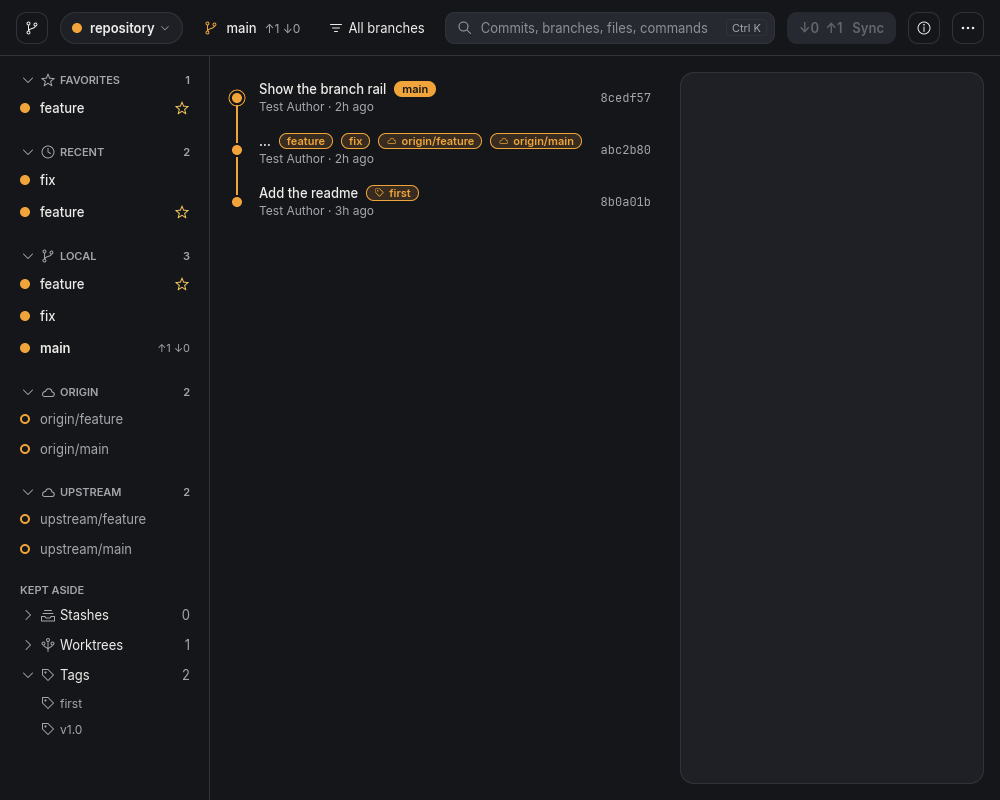 repository
main ↑1 ↓0
All branches
Commits, branches, files, commands Ctrl K
↓0 ↑1 Sync
FAVORITES 1
feature
RECENT 2
fix
feature
LOCAL 3
feature
fix
main ↑1 ↓0
ORIGIN 2
origin/feature
origin/main
UPSTREAM 2
upstream/feature
upstream/main
KEPT ASIDE
Stashes 0
Worktrees 1
Tags 2
first
v1.0
Show the branch rail main 8cedf57
Test Author · 2h ago
... feature fix origin/feature origin/main abc2b80
Test Author · 2h ago
Add the readme first 8b0a01b
Test Author · 3h ago